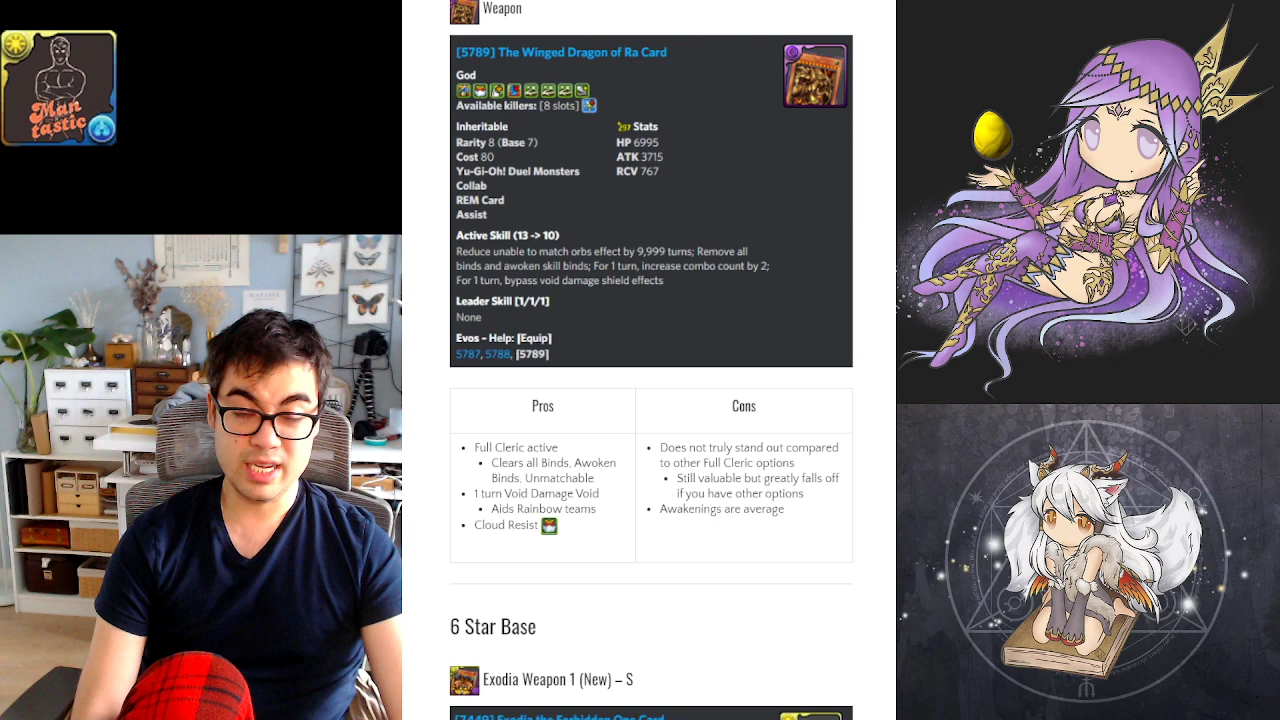 Man
tastic
Weapon
[5789] The Winged Dragon of Ra Card
God
Available killers: [8 slots]
Inheritable
Rarity 8 (Base 7)
Cost 80
Yu-Gi-Oh! Duel Monsters
Collab
REM Card
Assist
297 Stats
HP 6995
ATK 3715
RCV 767
Active Skill (13 -> 10)
Reduce unable to match orbs effect by 9,999 turns; Remove all
binds and awoken skill binds; For 1 turn, increase combo count by 2;
For 1 turn, bypass void damage shield effects
Leader Skill [1/1/1]
None
Evos - Help: [Equip]
5787, 5788, [5789]
Pros
Full Cleric active
Clears all Binds, Awoken
Binds, Unmatchable
1 turn Void Damage Void
Aids Rainbow teams
Cloud Resist
Cons
Does not truly stand out compared
to other Full Cleric options
Still valuable but greatly falls off
if you have other options
Awakenings are average
6 Star Base
Exodia Weapon 1 (New) – S
[7449] Exodia the Forbidden One Card